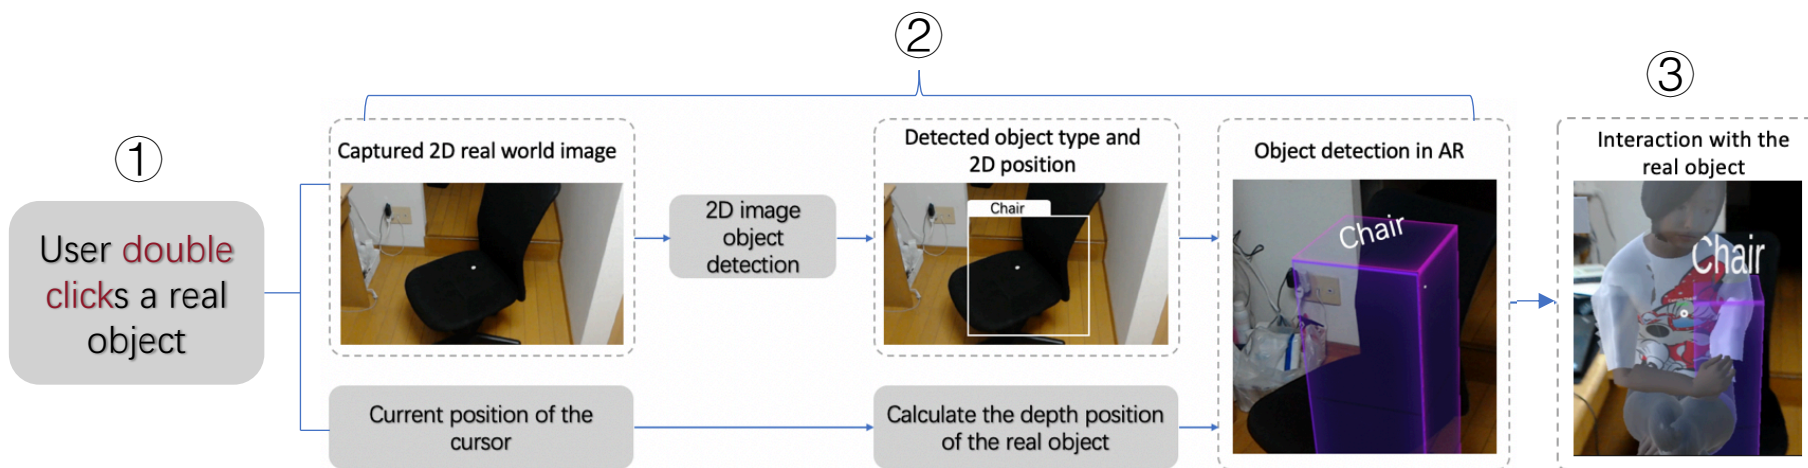 ①
User double
clicks a real
object
②
Captured 2D real world image
Current position of the
cursor
2D image
object
detection
Detected object type and
2D position
Chair
Calculate the depth position
of the real object
Object detection in AR
Chair
③
Interaction with the
real object
Chair